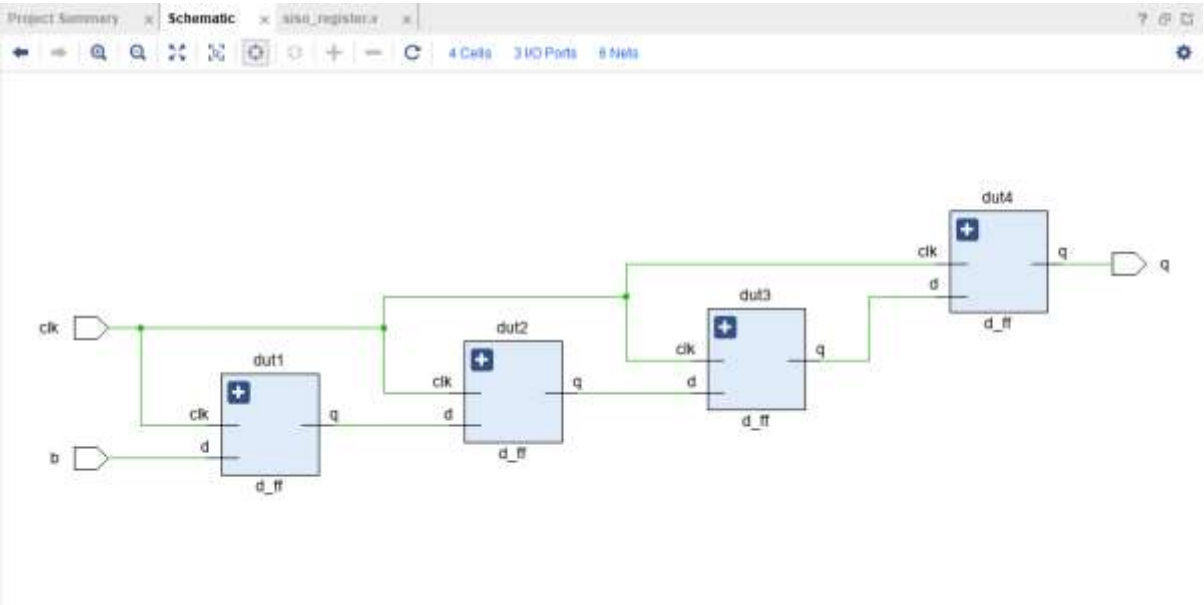 Project Summary × Schematic × siso_register.v ×
? 
4 Cells 3 I/O Ports 6 Nets
dut4
clk q q
d
dut3
d_ff
clk
dut2
clk q
dut1
clk q d
d_ff
clk q d
d_ff
b d
d_ff